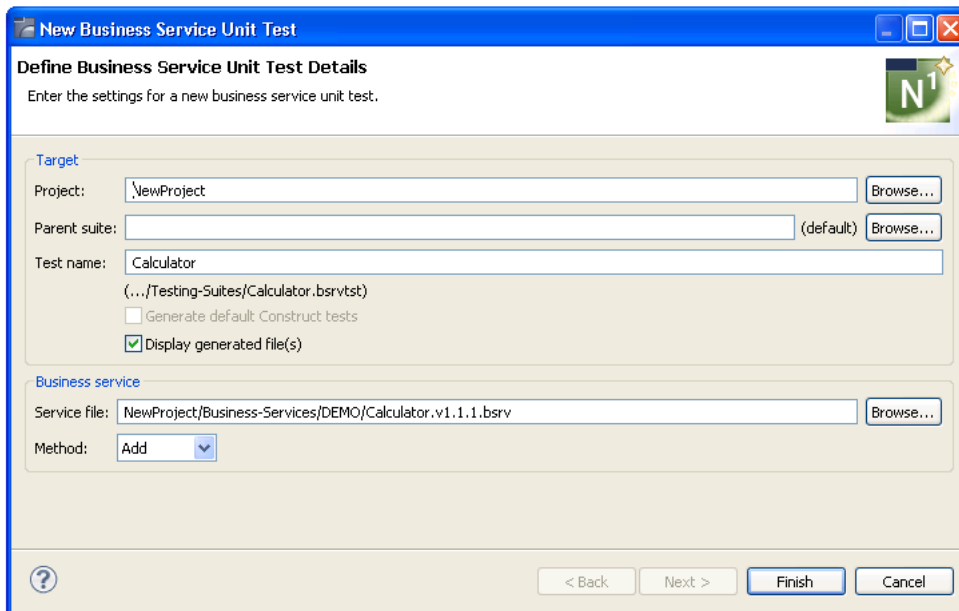 New Business Service Unit Test
Define Business Service Unit Test Details
Enter the settings for a new business service unit test.
N1
Target
Project: NewProject Browse...
Parent suite: (default) Browse...
Test name: Calculator
(.../Testing-Suites/Calculator.bsrvtst)
Generate default Construct tests
Display generated file(s)
Business service
Service file: NewProject/Business-Services/DEMO/Calculator.v1.1.1.bsrv Browse...
Method: Add
? < Back Next > Finish Cancel